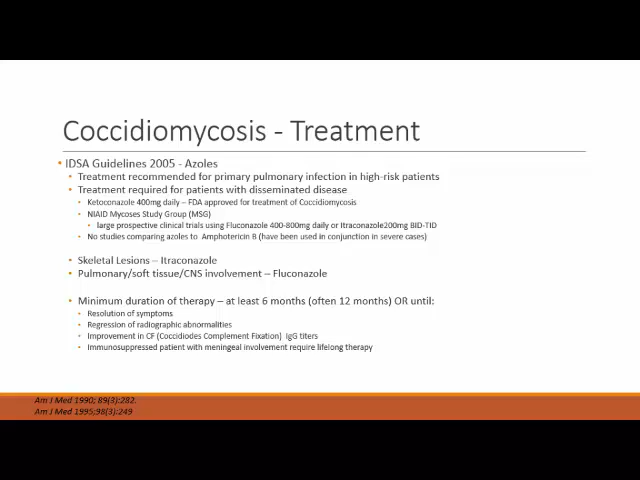 Coccidiomycosis - Treatment
• IDSA Guidelines 2005 - Azoles
• Treatment recommended for primary pulmonary infection in high-risk patients
• Treatment required for patients with disseminated disease
• Ketoconazole 400mg daily – FDA approved for treatment of Coccidiomycosis
• NIAID Mycoses Study Group (MSG)
• large prospective clinical trials using Fluconazole 400-800mg daily or Itraconazole200mg BID-TID
• No studies comparing azoles to Amphotericin B (have been used in conjunction in severe cases)
• Skeletal Lesions – Itraconazole
• Pulmonary/soft tissue/CNS involvement – Fluconazole
• Minimum duration of therapy – at least 6 months (often 12 months) OR until:
• Resolution of symptoms
• Regression of radiographic abnormalities
• Improvement in CF (Coccidiodes Complement Fixation) IgG titers
• Immunosuppressed patient with meningeal involvement require lifelong therapy
Am J Med 1990; 89(3):282.
Am J Med 1995;98(3):249